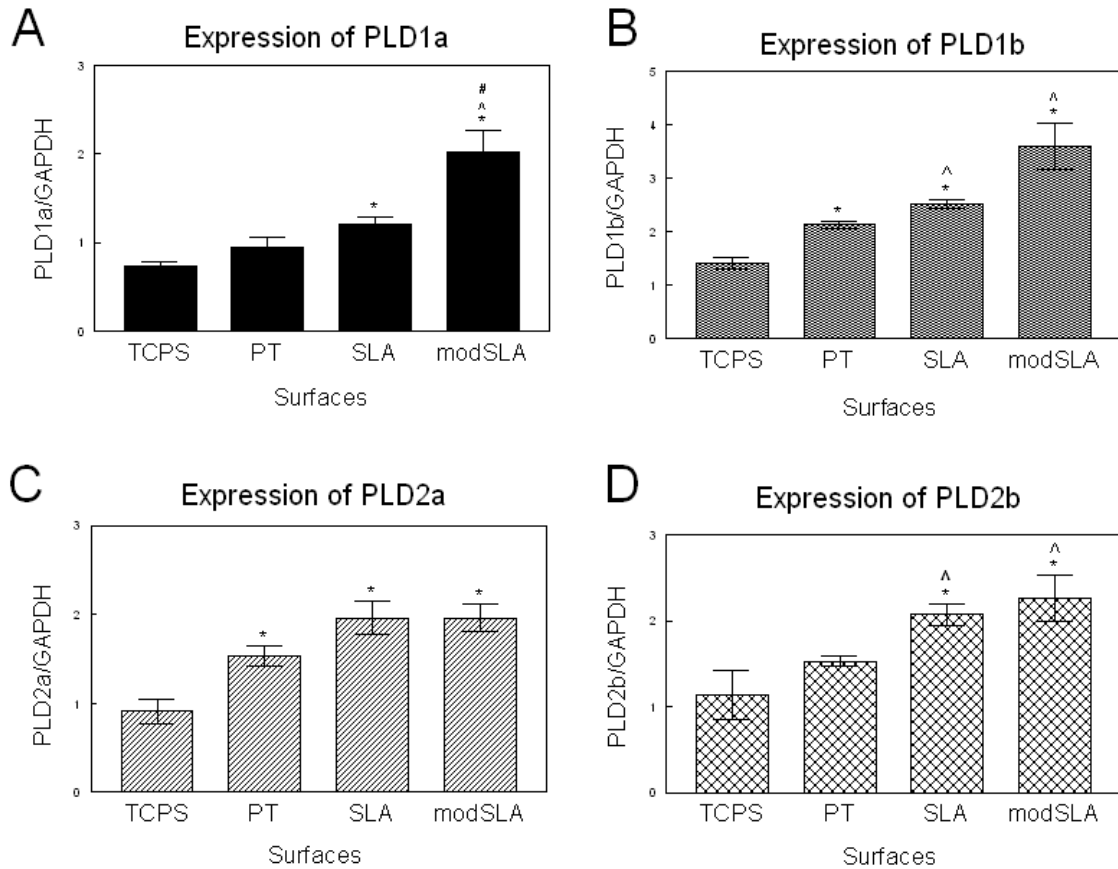 A
Expression of PLD1a
PLD1a/GAPDH
3
2
1
0
*
#
^
*
TCPS PT SLA modSLA
Surfaces
B
Expression of PLD1b
PLD1b/GAPDH
5
4
3
2
1
0
*
^
*
^
*
TCPS PT SLA modSLA
Surfaces
C
Expression of PLD2a
PLD2a/GAPDH
3
2
1
0
* * *
TCPS PT SLA modSLA
Surfaces
D
Expression of PLD2b
PLD2b/GAPDH
3
2
1
0
^ ^
* *
TCPS PT SLA modSLA
Surfaces